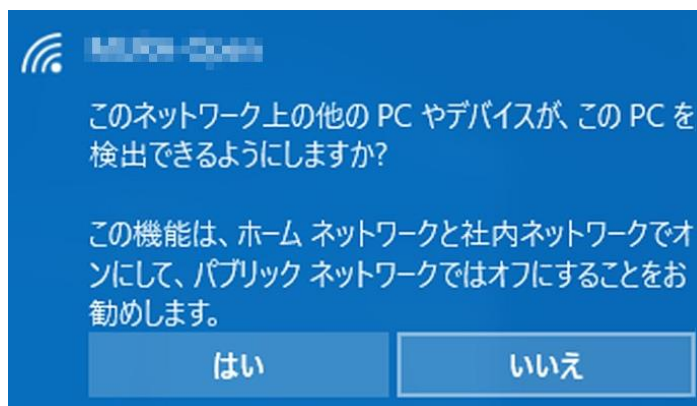 このネットワーク上の他の PC やデバイスが、この PC を
検出できるようにしますか?
この機能は、ホーム ネットワークと社内ネットワークでオ
ンにして、パブリック ネットワークではオフにすることをお
勧めします。
はい
いいえ